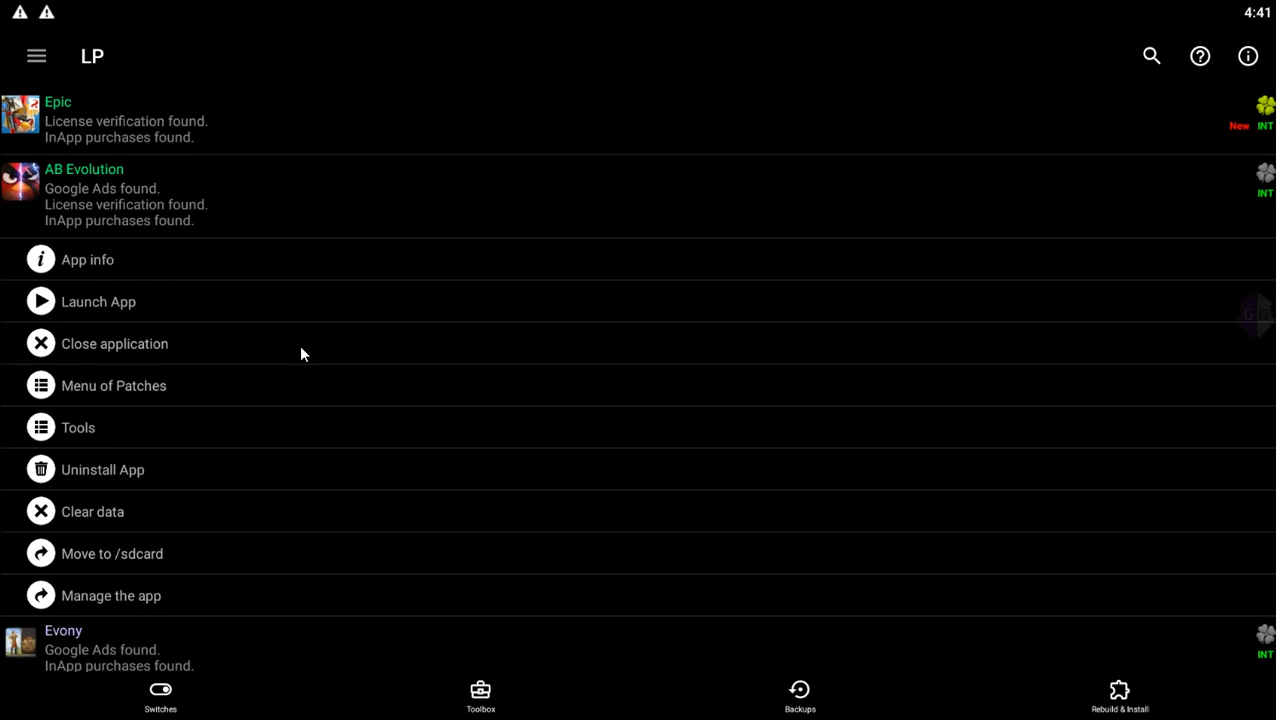 4:41
LP
Epic
License verification found.
InApp purchases found.
New INT
AB Evolution
Google Ads found.
License verification found.
InApp purchases found.
INT
App info
Launch App
Close application
Menu of Patches
Tools
Uninstall App
Clear data
Move to /sdcard
Manage the app
Evony
Google Ads found.
InApp purchases found.
INT
Switches
Toolbox
Backups
Rebuild & Install